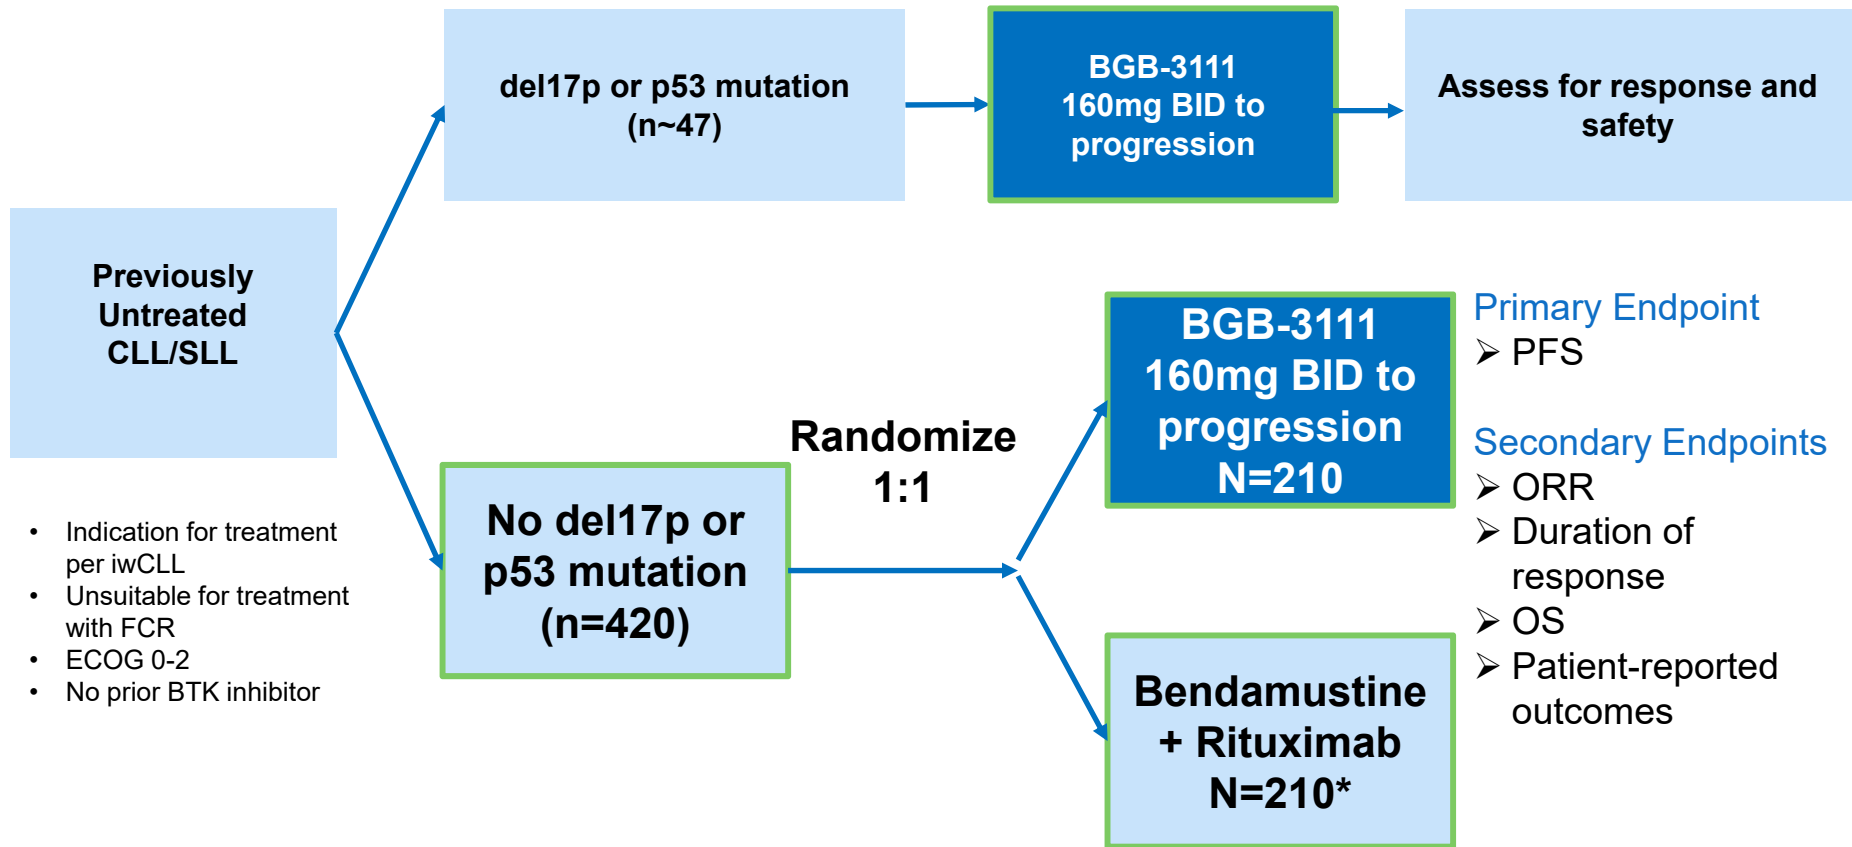 del17p or p53 mutation
(n~47)
BGB-3111
160mg BID to
progression
Assess for response and
safety
Previously
Untreated
CLL/SLL
• Indication for treatment
per iwCLL
• Unsuitable for treatment
with FCR
• ECOG 0-2
• No prior BTK inhibitor
No del17p or
p53 mutation
(n=420)
Randomize
1:1
BGB-3111
160mg BID to
progression
N=210
Bendamustine
+ Rituximab
N=210*
Primary Endpoint
➢ PFS
Secondary Endpoints
➢ ORR
➢ Duration of
response
➢ OS
➢ Patient-reported
outcomes